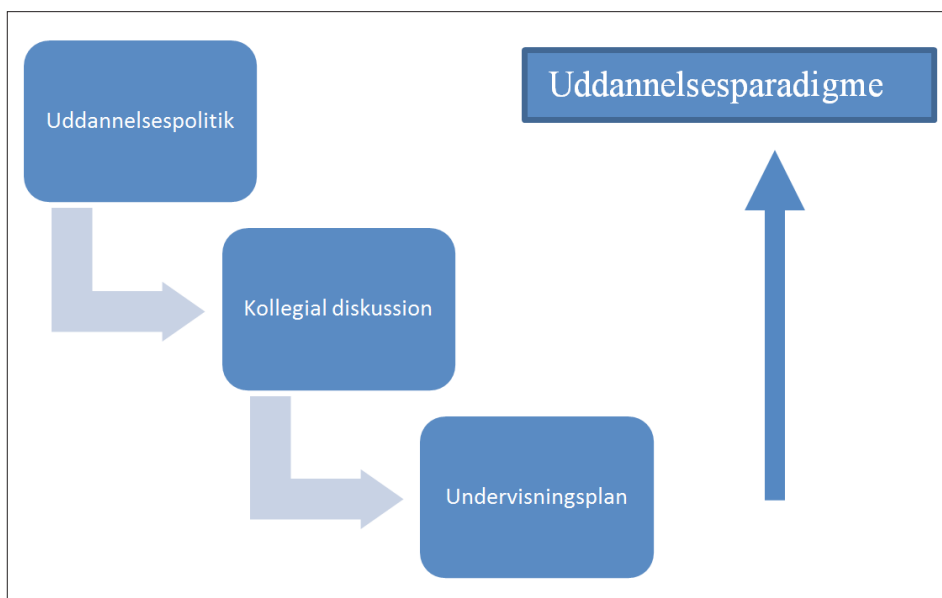 Uddannelsespolitik
Uddannelsesparadigme
Kollegial diskussion
Undervisningsplan